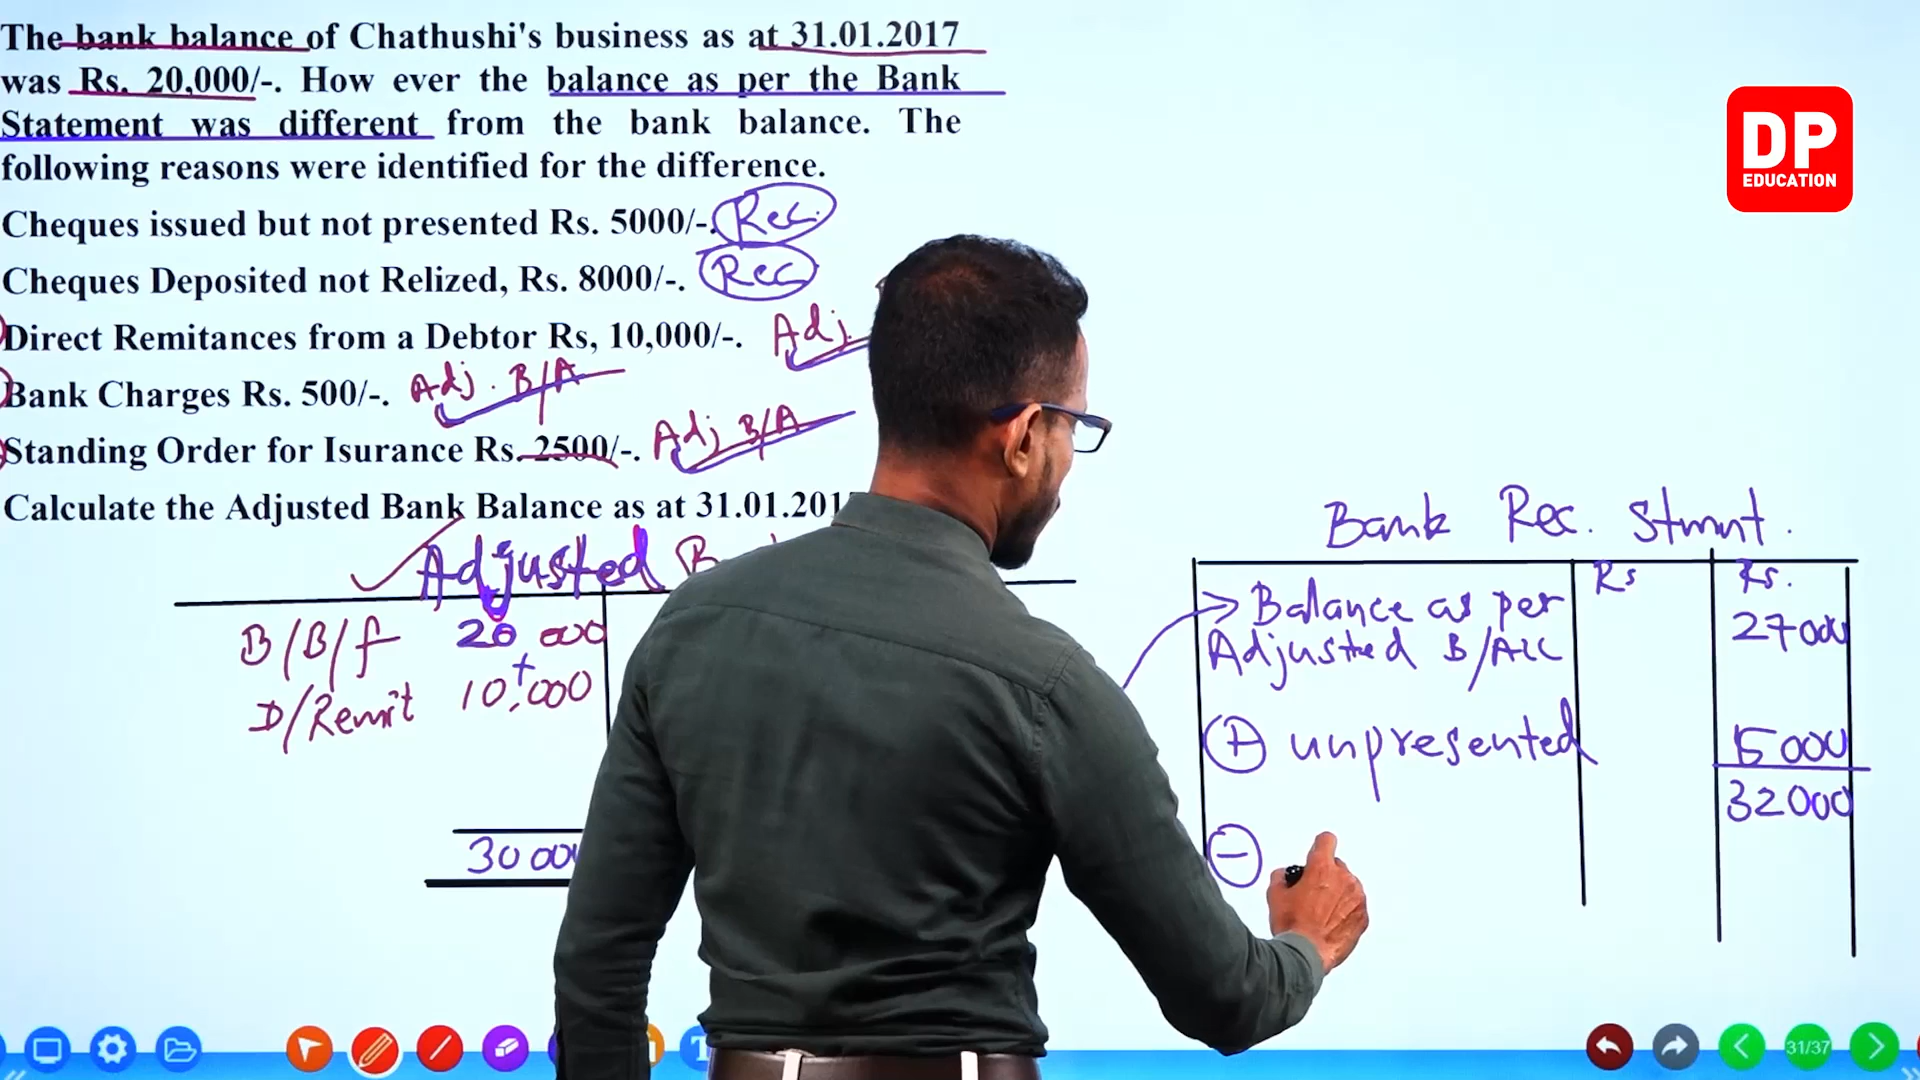 The bank balance of Chathushi's business as at 31.01.2017
was Rs. 20,000/-. How ever the balance as per the Bank
Statement was different from the bank balance. The
following reasons were identified for the difference.
Cheques issued but not presented Rs. 5000/-. Rec.
Cheques Deposited not Relized, Rs. 8000/-. Rec
Direct Remitances from a Debtor Rs, 10,000/-. Adj.
Bank Charges Rs. 500/-. Adj. B/A
Standing Order for Isurance Rs. 2500/-. Adj B/A
Calculate the Adjusted Bank Balance as at 31.01.201
Adjusted B
B/B/f 20 000
+
D/Remit 10,000
30 000
DP
EDUCATION
Bank Rec. Stmnt.
Rs Rs.
Balance as per 27000
Adjusted B/A/C
+ unpresented 5000
32000
-
T
31/37